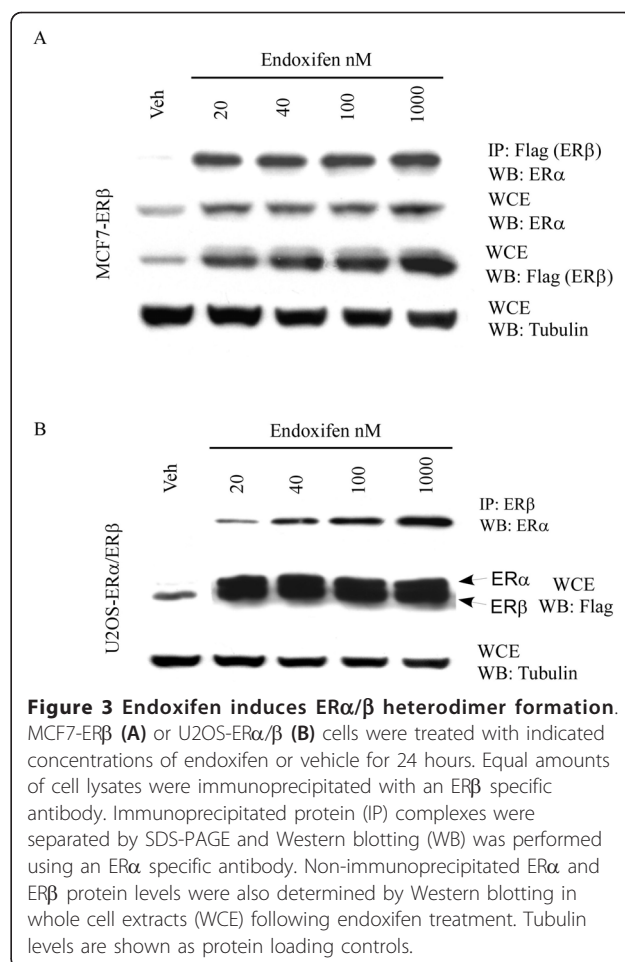 A
Endoxifen nM
Veh
20
40
100
1000
MCF7-ERβ
IP: Flag (ERβ)
WB: ERα
WCE
WB: ERα
WCE
WB: Flag (ERβ)
WCE
WB: Tubulin
B
Endoxifen nM
Veh
20
40
100
1000
U2OS-ERα/ERβ
IP: ERβ
WB: ERα
ERα WCE
ERβ WB: Flag
WCE
WB: Tubulin
Figure 3 Endoxifen induces ERα/β heterodimer formation.
MCF7-ERβ (A) or U2OS-ERα/β (B) cells were treated with indicated
concentrations of endoxifen or vehicle for 24 hours. Equal amounts
of cell lysates were immunoprecipitated with an ERβ specific
antibody. Immunoprecipitated protein (IP) complexes were
separated by SDS-PAGE and Western blotting (WB) was performed
using an ERα specific antibody. Non-immunoprecipitated ERα and
ERβ protein levels were also determined by Western blotting in
whole cell extracts (WCE) following endoxifen treatment. Tubulin
levels are shown as protein loading controls.